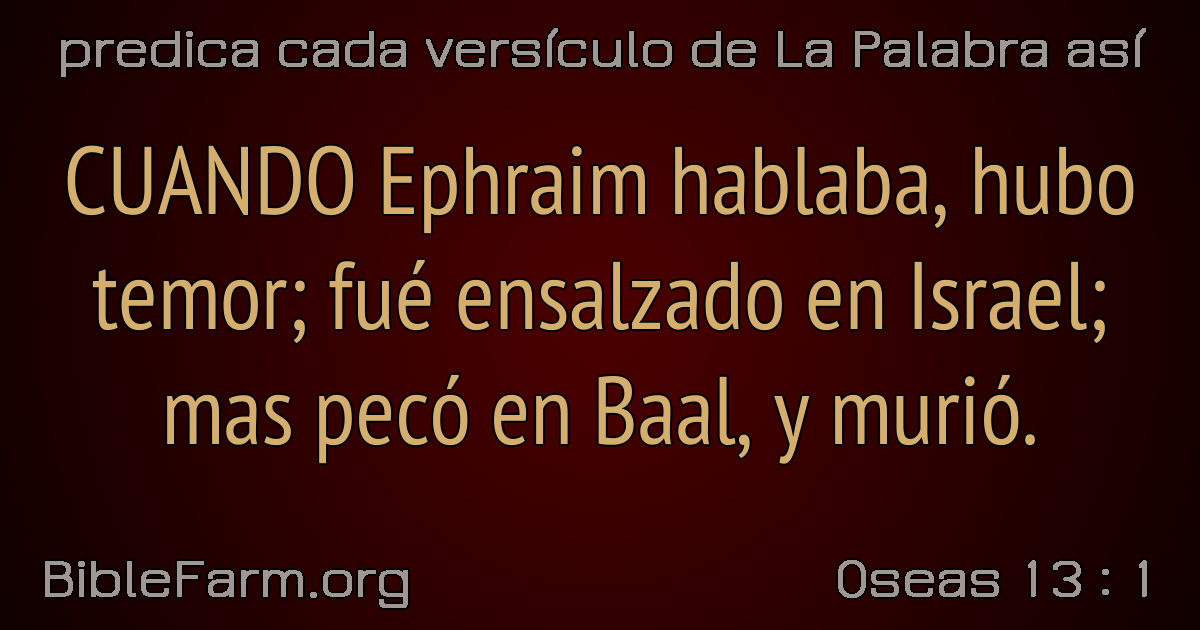 predica cada versículo de La Palabra así
CUANDO Ephraim hablaba, hubo
temor; fué ensalzado en Israel;
mas pecó en Baal, y murió.
BibleFarm.org
Oseas 13 : 1